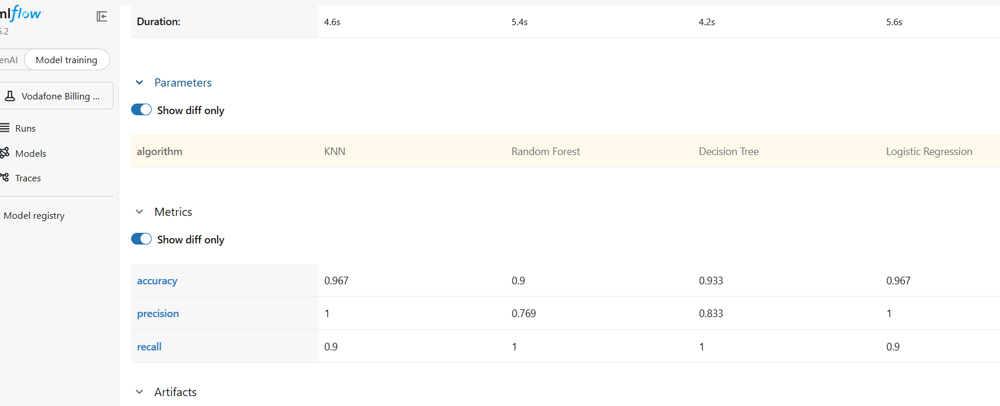 mlflow
5.2
enAI Model training
Vodafone Billing ...
Runs
Models
Traces
Model registry
Duration: 4.6s 5.4s 4.2s 5.6s
Parameters
Show diff only
algorithm KNN Random Forest Decision Tree Logistic Regression
Metrics
Show diff only
accuracy 0.967 0.9 0.933 0.967
precision 1 0.769 0.833 1
recall 0.9 1 1 0.9
Artifacts